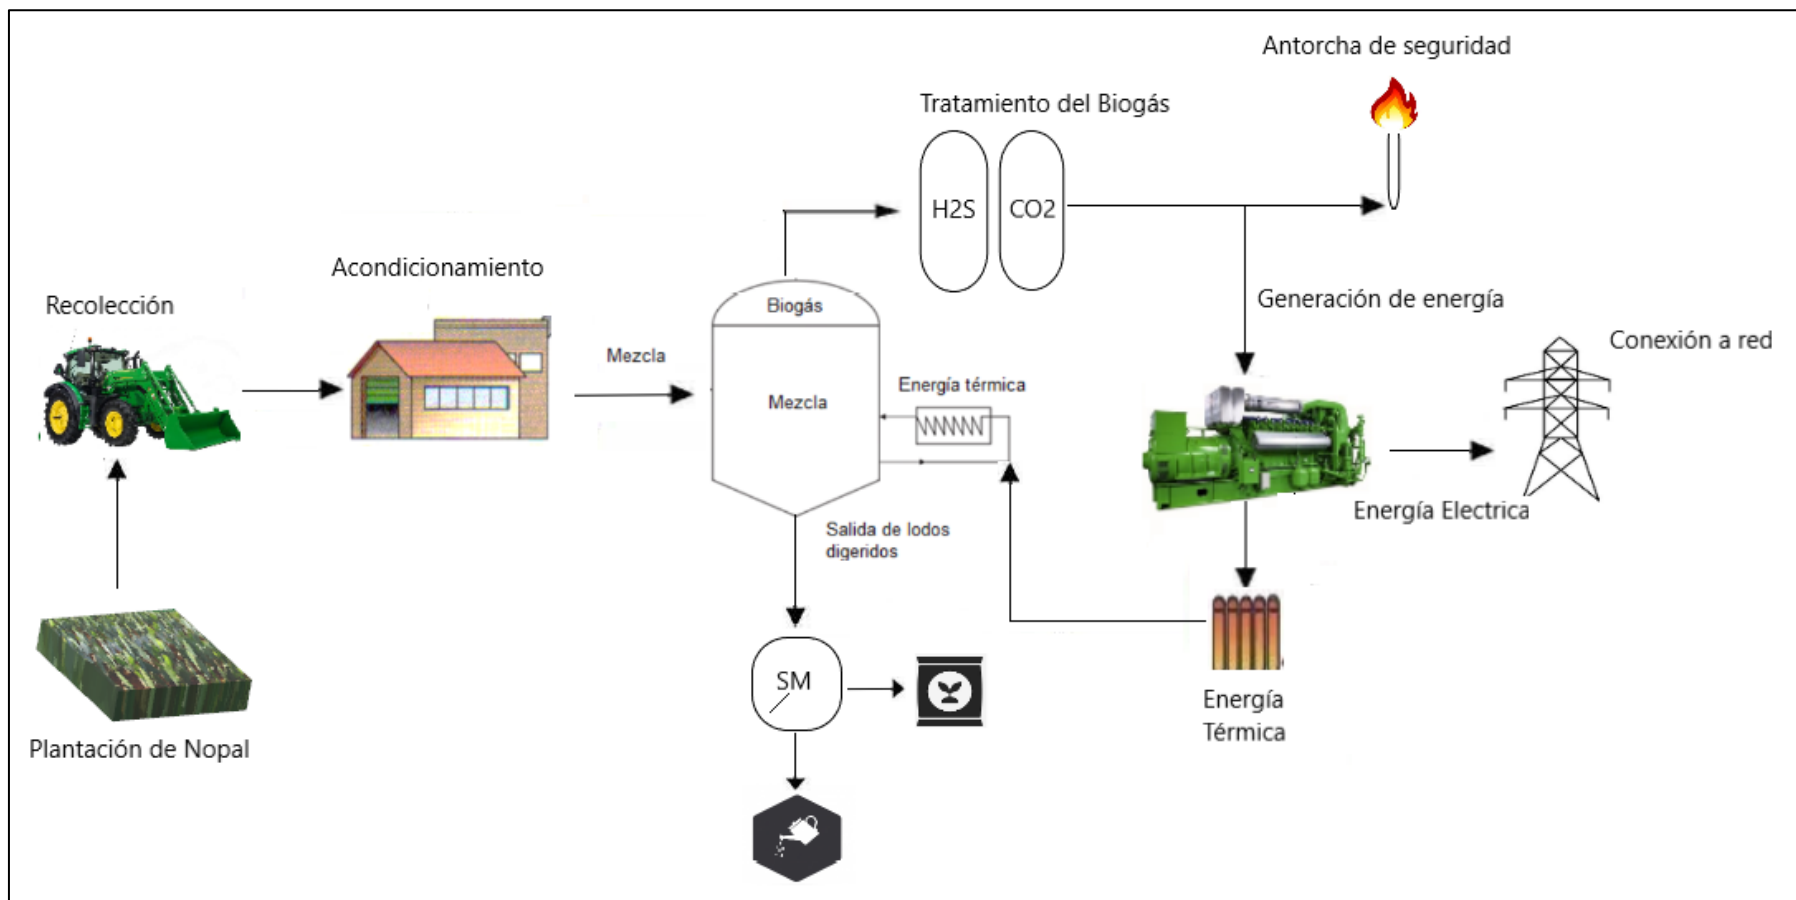 Antorcha de seguridad
Tratamiento del Biogás
H2S
CO2
Acondicionamiento
Recolección
Biogás
Generación de energía
Conexión a red
Mezcla
Energía térmica
Mezcla
Energía Electrica
Salida de lodos
digeridos
SM
Energía
Térmica
Plantación de Nopal